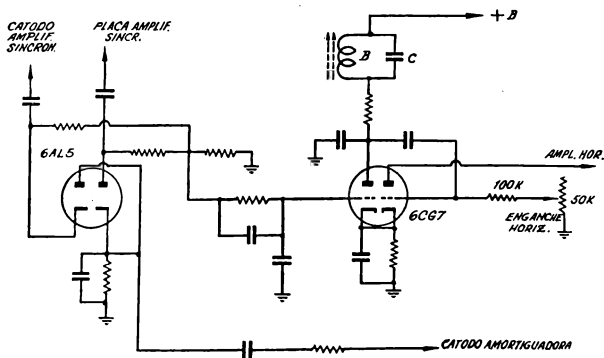 CATODO
AMPLIF.
SINCRON.
PLACA AMPLIF.
SINCR.
+B
B
C
6AL5
AMPL. HOR.
6CG7
100K
50K
ENGANCHE
HORIZ.
CATODO AMORTIGUADORA